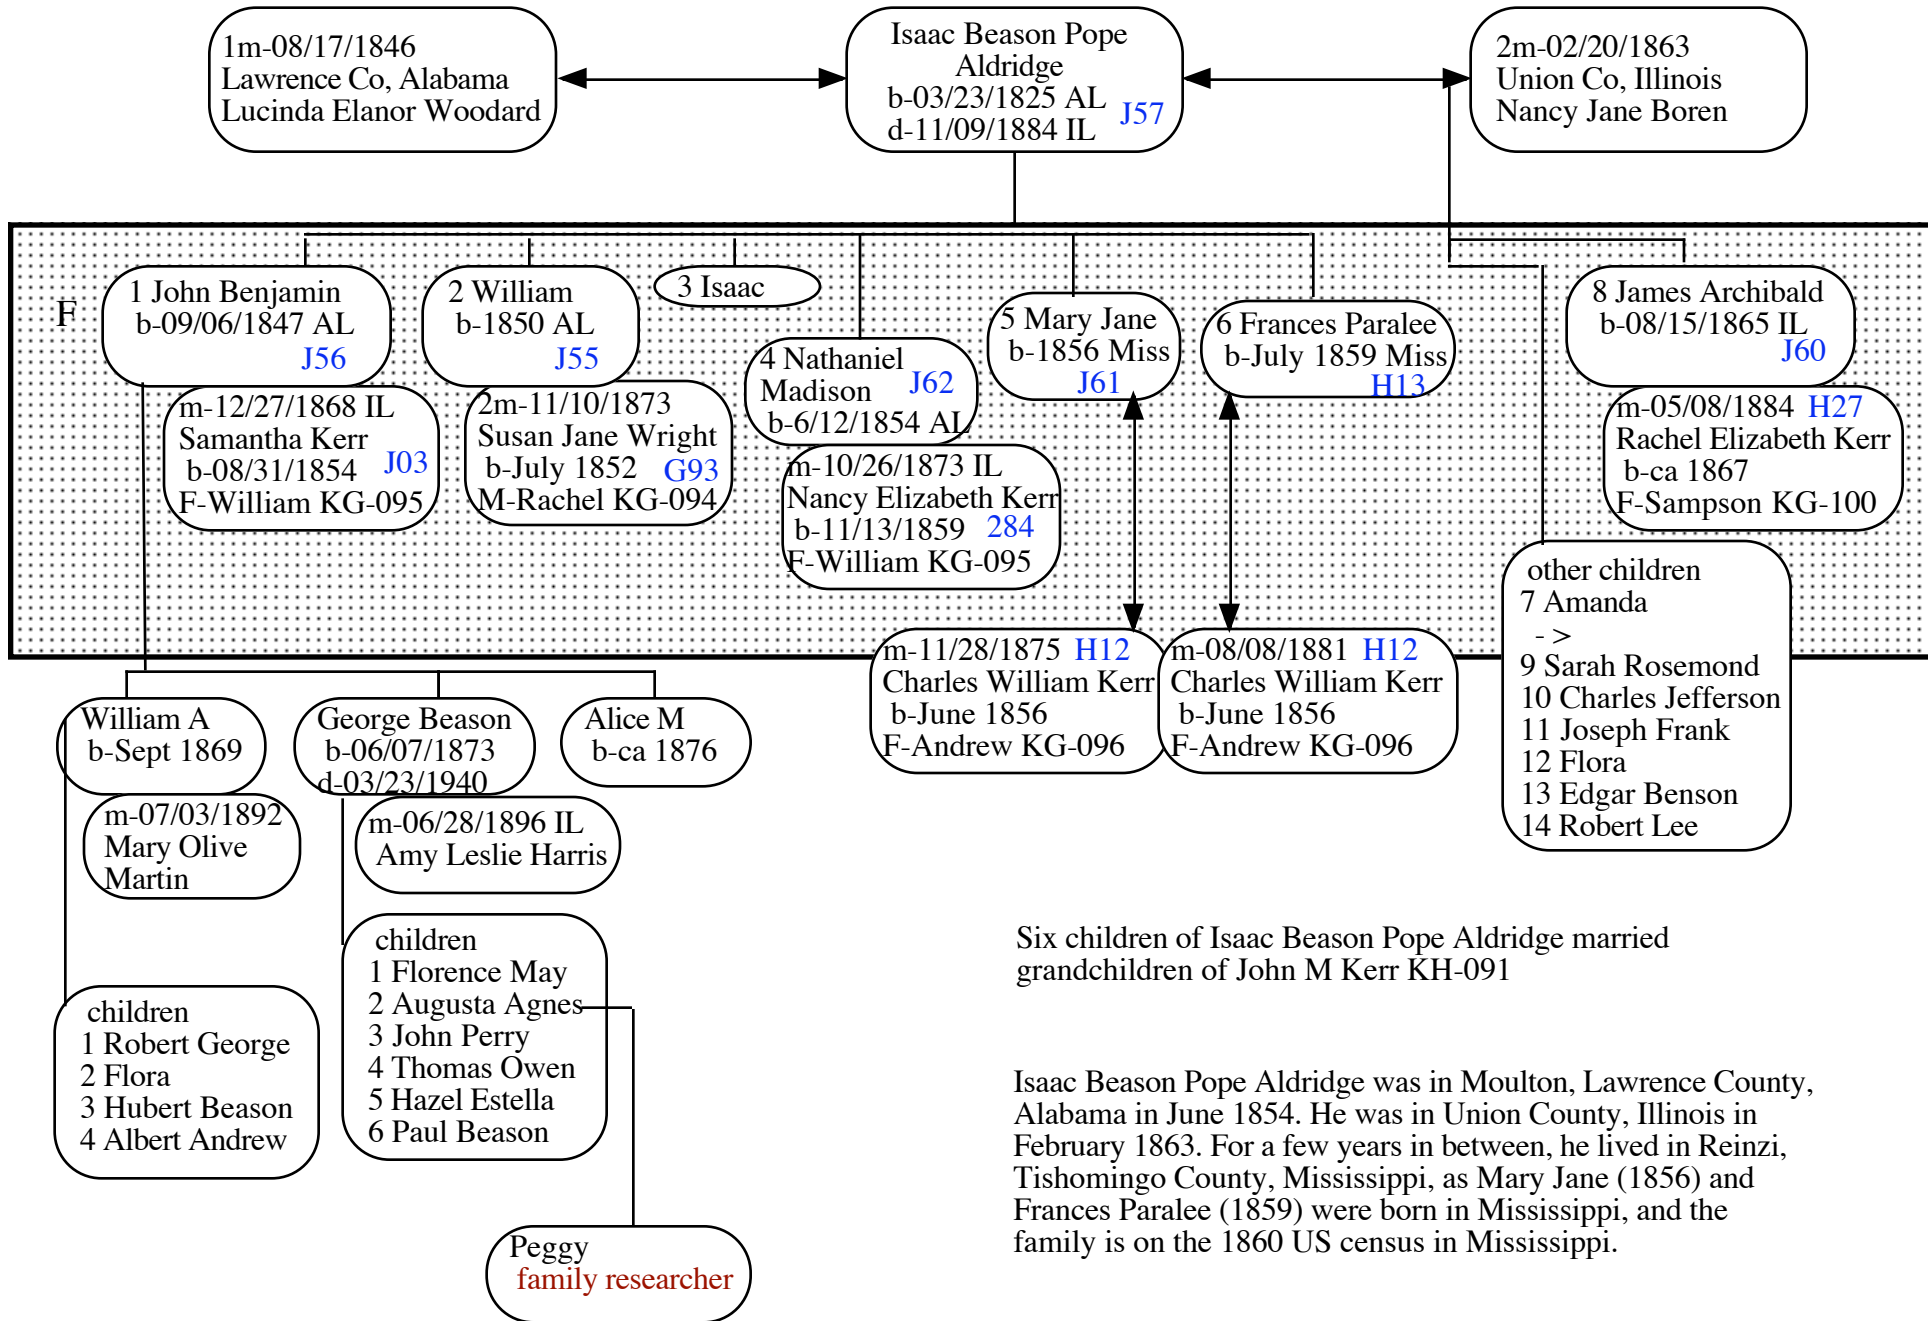 1m-08/17/1846
Lawrence Co, Alabama
Lucinda Elanor Woodard
Isaac Beason Pope
Aldridge
b-03/23/1825 AL
d-11/09/1884 IL J57
2m-02/20/1863
Union Co, Illinois
Nancy Jane Boren
F
1 John Benjamin
b-09/06/1847 AL
J56
m-12/27/1868 IL
Samantha Kerr
b-08/31/1854 J03
F-William KG-095
2 William
b-1850 AL
J55
2m-11/10/1873
Susan Jane Wright
b-July 1852 G93
M-Rachel KG-094
3 Isaac
4 Nathaniel
Madison J62
b-6/12/1854 AL
m-10/26/1873 IL
Nancy Elizabeth Kerr
b-11/13/1859 284
F-William KG-095
5 Mary Jane
b-1856 Miss
J61
6 Frances Paralee
b-July 1859 Miss
H13
8 James Archibald
b-08/15/1865 IL
J60
m-05/08/1884 H27
Rachel Elizabeth Kerr
b-ca 1867
F-Sampson KG-100
m-11/28/1875 H12
Charles William Kerr
b-June 1856
F-Andrew KG-096
m-08/08/1881 H12
Charles William Kerr
b-June 1856
F-Andrew KG-096
other children
7 Amanda
- >
9 Sarah Rosemond
10 Charles Jefferson
11 Joseph Frank
12 Flora
13 Edgar Benson
14 Robert Lee
William A
b-Sept 1869
m-07/03/1892
Mary Olive
Martin
George Beason
b-06/07/1873
d-03/23/1940
m-06/28/1896 IL
Amy Leslie Harris
Alice M
b-ca 1876
children
1 Robert George
2 Flora
3 Hubert Beason
4 Albert Andrew
children
1 Florence May
2 Augusta Agnes
3 John Perry
4 Thomas Owen
5 Hazel Estella
6 Paul Beason
Peggy
family researcher
Six children of Isaac Beason Pope Aldridge married
grandchildren of John M Kerr KH-091
Isaac Beason Pope Aldridge was in Moulton, Lawrence County,
Alabama in June 1854. He was in Union County, Illinois in
February 1863. For a few years in between, he lived in Reinzi,
Tishomingo County, Mississippi, as Mary Jane (1856) and
Frances Paralee (1859) were born in Mississippi, and the
family is on the 1860 US census in Mississippi.